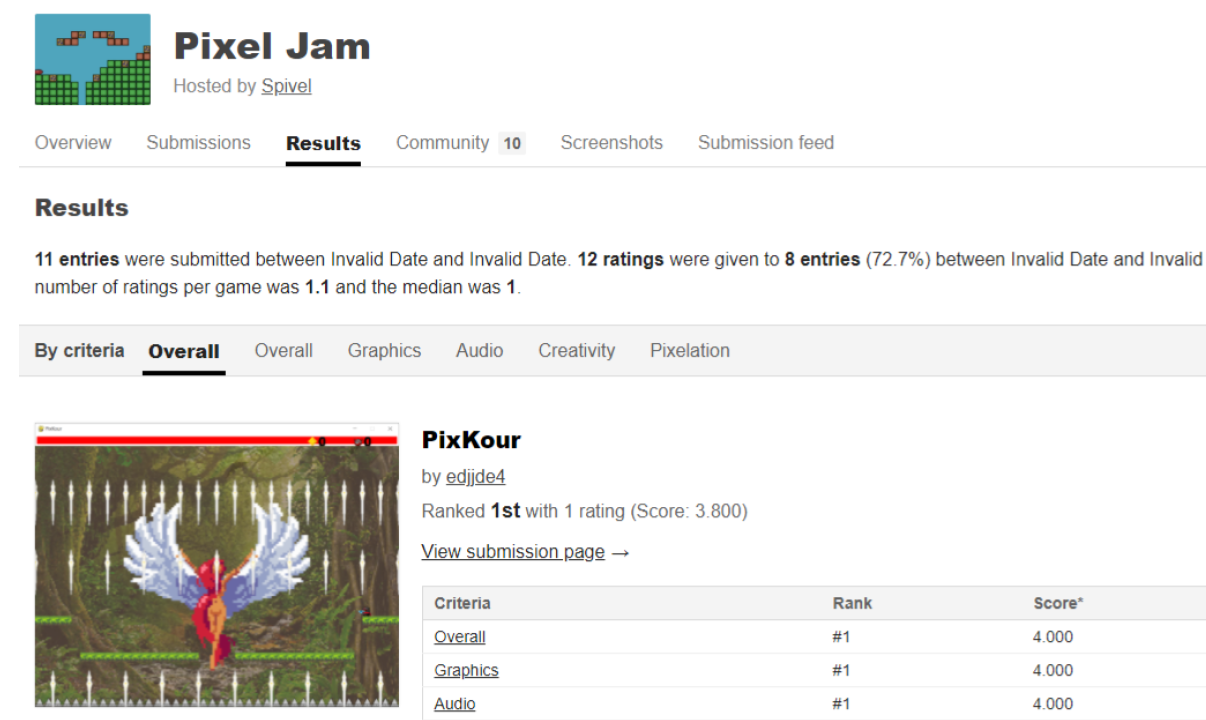 Pixel Jam
Hosted by Spivel
Overview Submissions Results Community 10 Screenshots Submission feed
Results
11 entries were submitted between Invalid Date and Invalid Date. 12 ratings were given to 8 entries (72.7%) between Invalid Date and Invalid
number of ratings per game was 1.1 and the median was 1.
By criteria Overall Overall Graphics Audio Creativity Pixelation
PixKour
0 0
PixKour
by edjjde4
Ranked 1st with 1 rating (Score: 3.800)
View submission page →
Criteria Rank Score*
Overall #1 4.000
Graphics #1 4.000
Audio #1 4.000